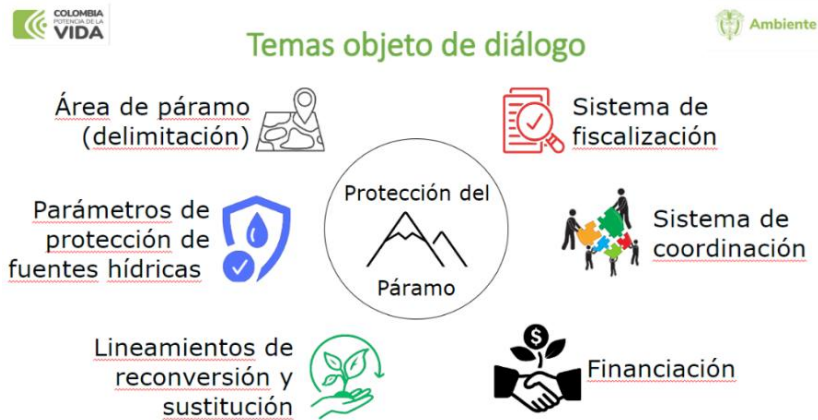 COLOMBIA
POTENCIA DE LA
VIDA
Ambiente
Temas objeto de diálogo
Área de páramo
(delimitación)
Sistema de
fiscalización
Parámetros de
protección de
fuentes hídricas
Protección del
Páramo
Sistema de
coordinación
Lineamientos de
reconversión y
sustitución
$
Financiación